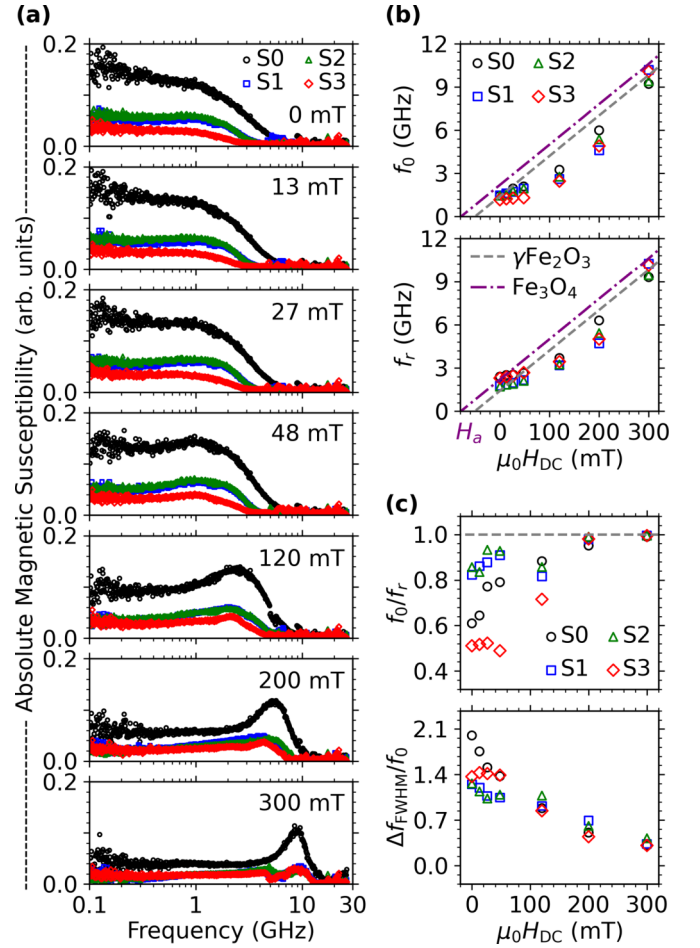 (a)
Absolute Magnetic Susceptibility (arb. units)
0.2
0.0
S0 S2
S1 S3
0 mT
0.2
0.0
13 mT
0.2
0.0
27 mT
0.2
0.0
48 mT
0.2
0.0
120 mT
0.2
0.0
200 mT
0.2
0.0
300 mT
0.1 1 10 30
Frequency (GHz)
(b)
12
9
6
3
0
f₀ (GHz)
S0 S2
S1 S3
12
9
6
3
0
fᵣ (GHz)
γFe₂O₃
Fe₃O₄
Hₐ
0 100 200 300
μ₀H_DC (mT)
(c)
1.0
0.8
0.6
0.4
f₀/fᵣ
S0 S2
S1 S3
2.1
1.4
0.7
0.0
Δf_FWHM/f₀
0 100 200 300
μ₀H_DC (mT)